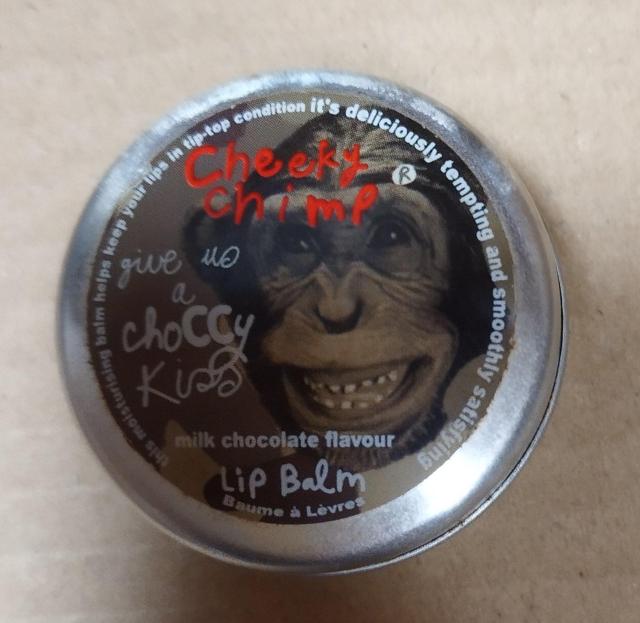 this moisturising balm helps keep your lips in tip-top condition it's deliciously tempting and smoothly satisfying
Cheeky
chimp ®
give us
a
choCCy
Kiss
milk chocolate flavour
Lip Balm
Baume à Lèvres